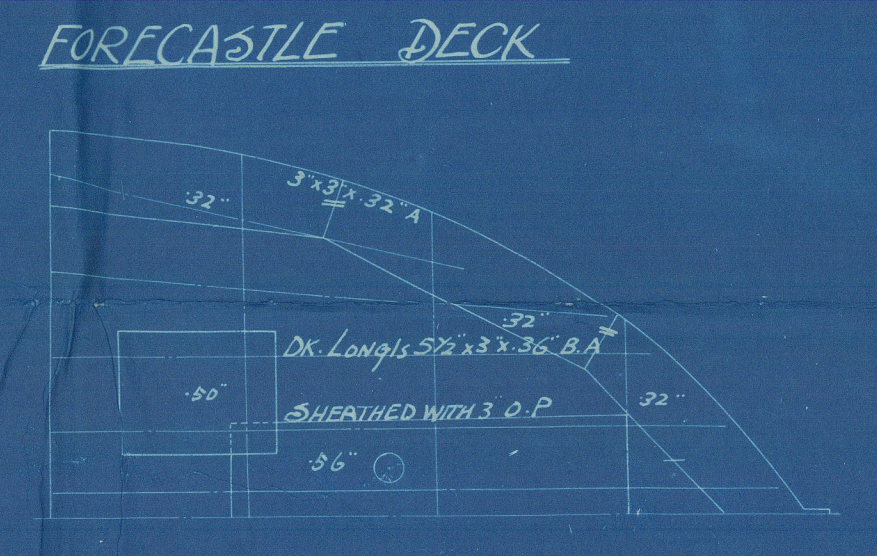 FORECASTLE DECK
.32"
3"x3"x.32" A
.32"
DK. LONGLS 5½"x3"x.36" B.A
.50"
.32"
SHEATHED WITH 3" O.P
.56"